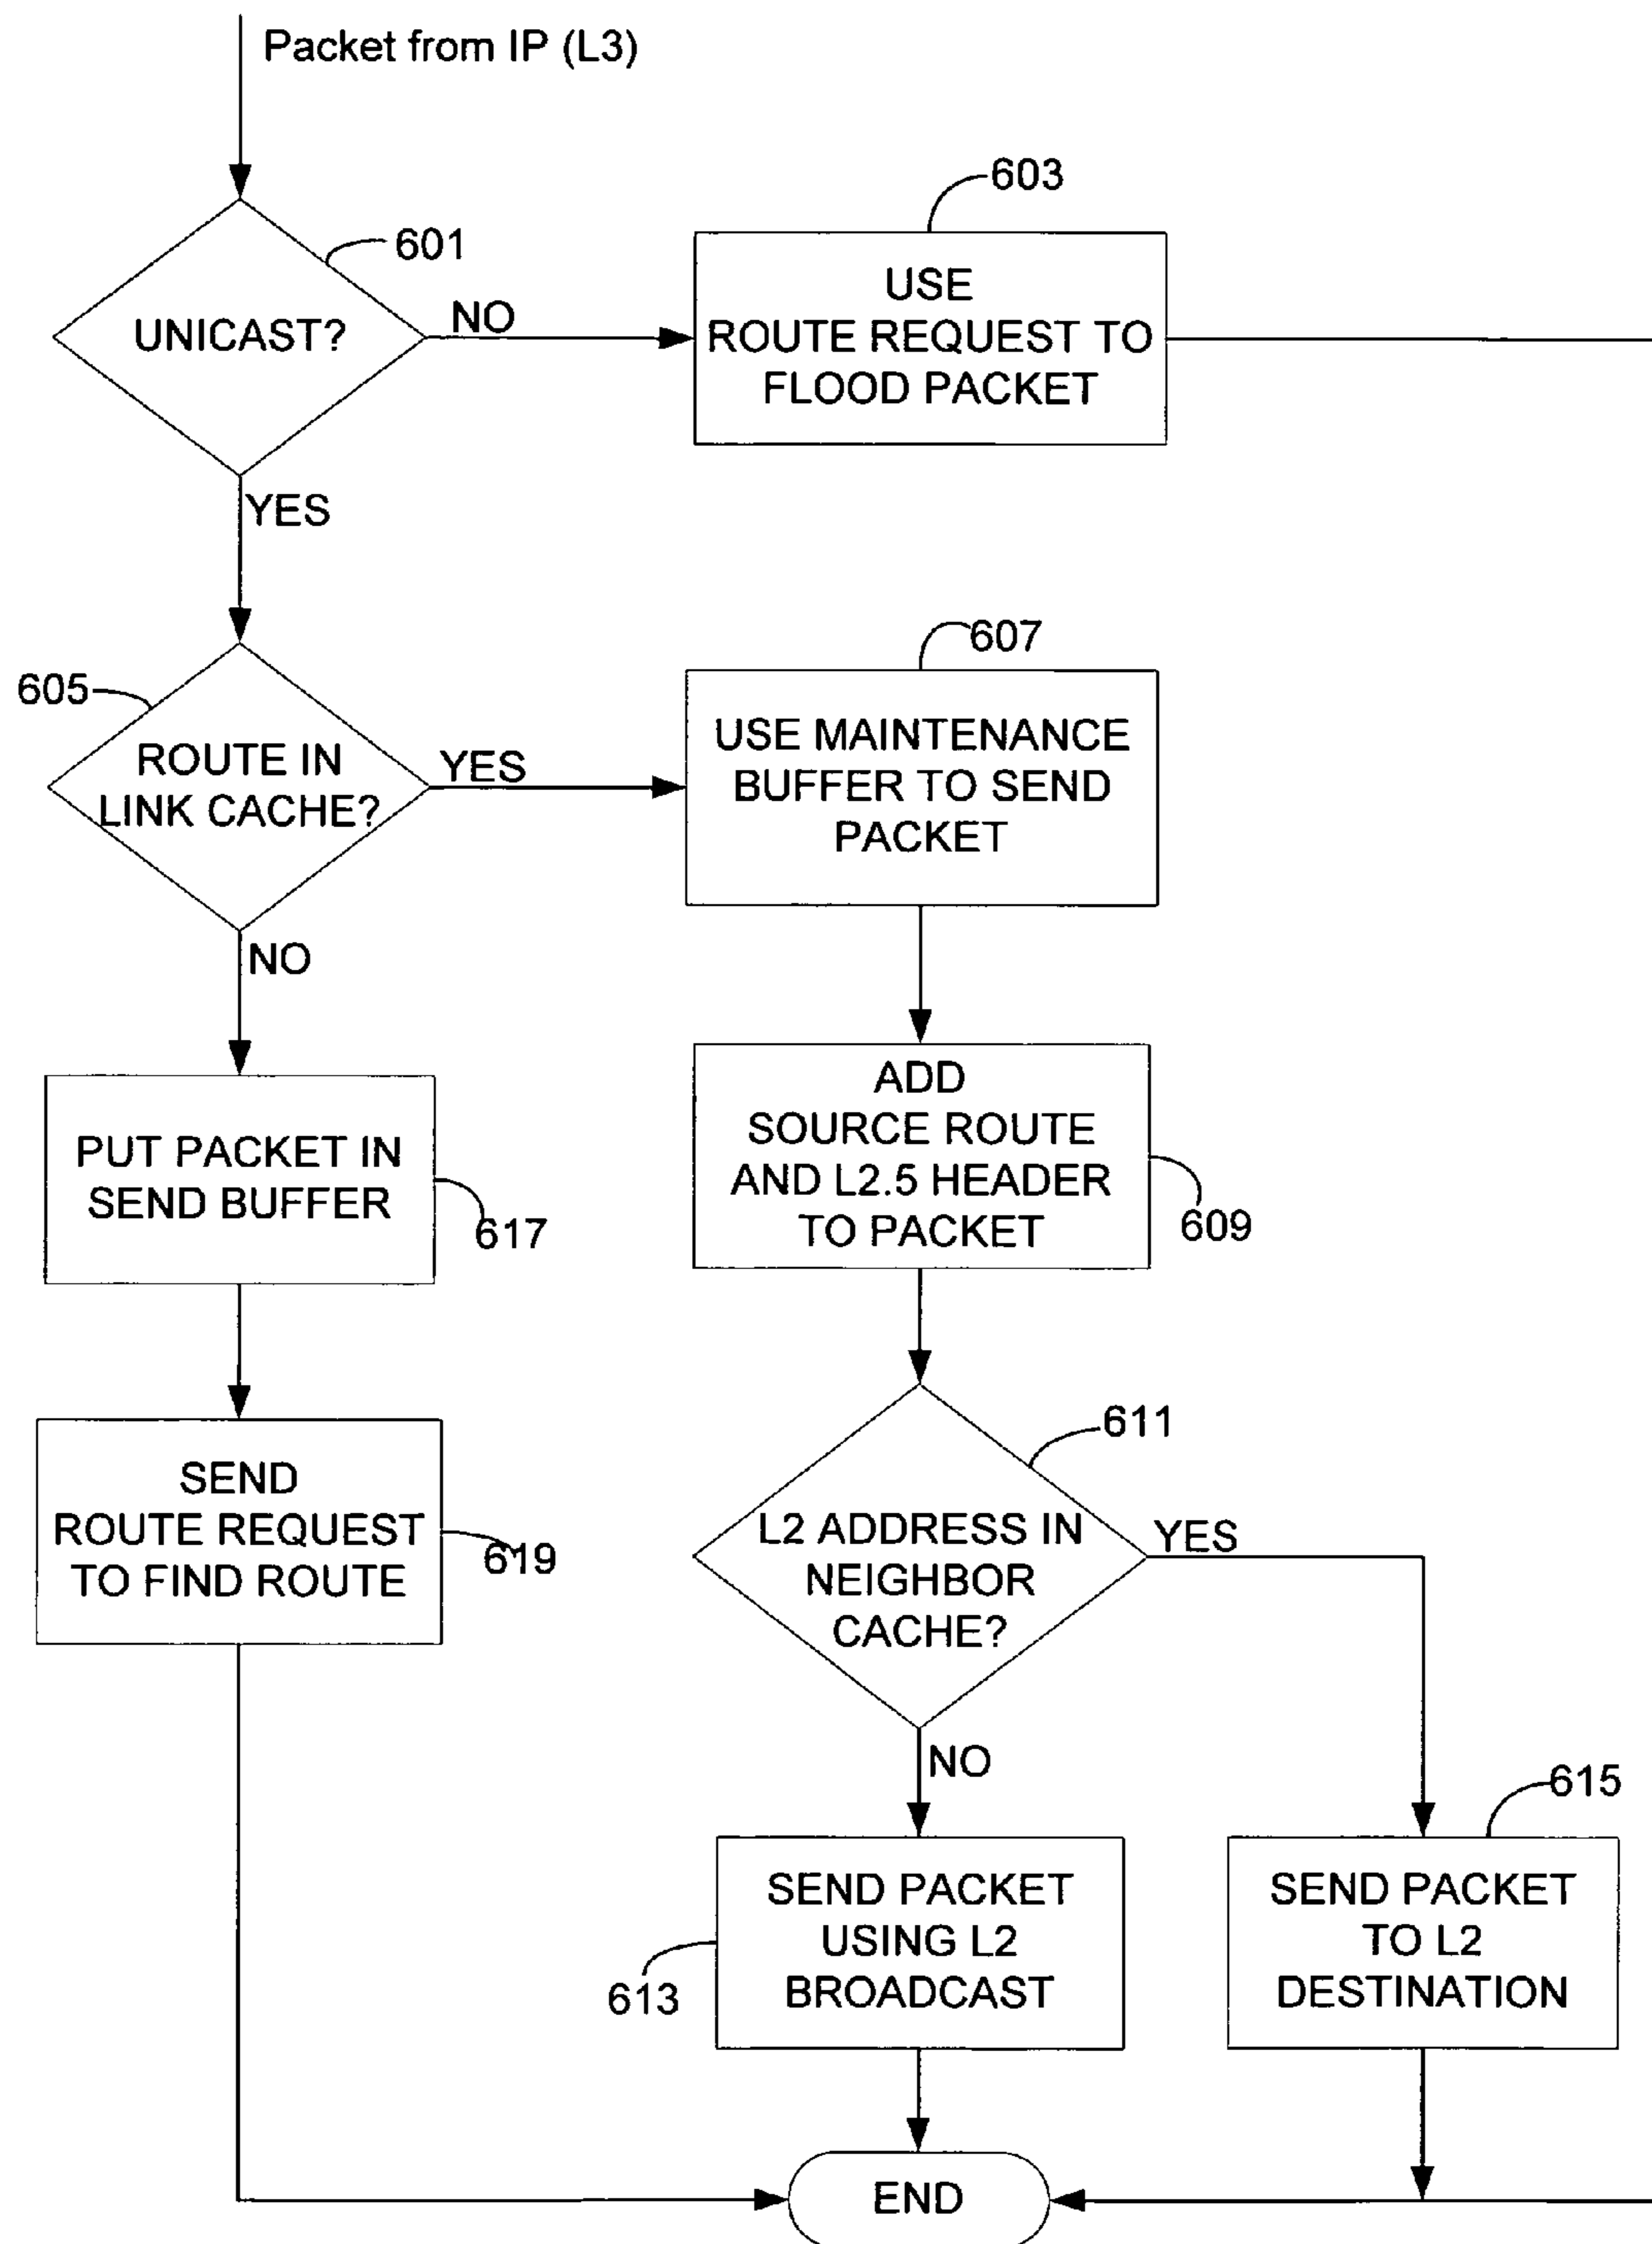 Packet from IP (L3)
603
601
USE
ROUTE REQUEST TO
FLOOD PACKET
UNICAST?
NO
YES
607
605
USE MAINTENANCE
BUFFER TO SEND
PACKET
ROUTE IN
LINK CACHE?
YES
NO
ADD
SOURCE ROUTE
AND L2.5 HEADER
TO PACKET
609
PUT PACKET IN
SEND BUFFER
617
611
SEND
ROUTE REQUEST
TO FIND ROUTE
619
L2 ADDRESS IN
NEIGHBOR
CACHE?
YES
NO
615
SEND PACKET
USING L2
BROADCAST
613
SEND PACKET
TO L2
DESTINATION
END